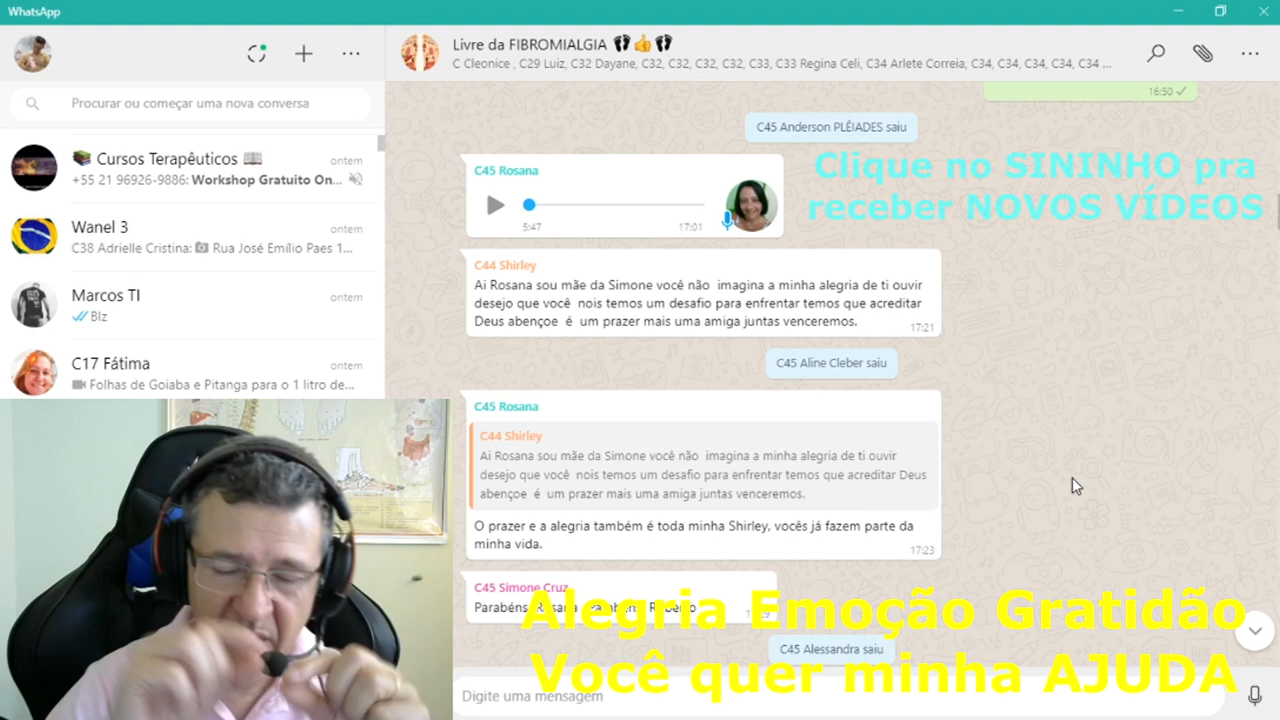 WhatsApp
Livre da FIBROMIALGIA 👣👍👣
C Cleonice , C29 Luiz, C32 Dayane, C32, C32, C32, C32, C33, C33 Regina Celi, C34 Arlete Correia, C34, C34, C34, C34, C34 ...
Procurar ou começar uma nova conversa
📚 Cursos Terapêuticos 📖
ontem
+55 21 96926-9886: Workshop Gratuito On...
Wanel 3
ontem
C38 Adrielle Cristina: 📷 Rua José Emílio Paes 1...
Marcos TI
ontem
Blz
C17 Fátima
ontem
Folhas de Goiaba e Pitanga para o 1 litro de...
16:50
C45 Anderson PLÊIADES saiu
C45 Rosana
5:47
17:01
Clique no SININHO pra
receber NOVOS VÍDEOS
C44 Shirley
Ai Rosana sou mãe da Simone você não imagina a minha alegria de ti ouvir
desejo que você nois temos um desafio para enfrentar temos que acreditar
Deus abençoe é um prazer mais uma amiga juntas venceremos.
17:21
C45 Aline Cleber saiu
C45 Rosana
C44 Shirley
Ai Rosana sou mãe da Simone você não imagina a minha alegria de ti ouvir
desejo que você nois temos um desafio para enfrentar temos que acreditar Deus
abençoe é um prazer mais uma amiga juntas venceremos.
O prazer e a alegria também é toda minha Shirley, vocês já fazem parte da
minha vida.
17:23
C45 Simone Cruz
Parabéns Rosana
Alegria Emoção Gratidão
C45 Alessandra saiu
Você quer minha AJUDA
Digite uma mensagem